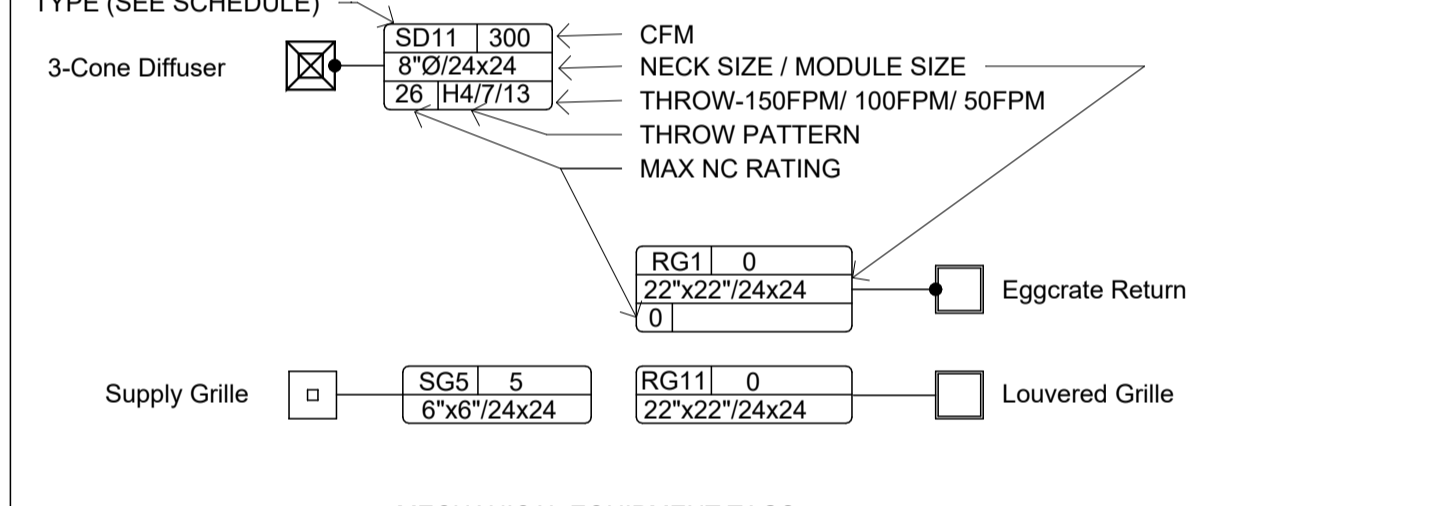 TYPE (SEE SCHEDULE)
SD11 300
CFM
3-Cone Diffuser
8"Ø/24x24
NECK SIZE / MODULE SIZE
26 H4/7/13
THROW-150FPM/ 100FPM/ 50FPM
THROW PATTERN
MAX NC RATING
RG1 0
22"x22"/24x24
Eggcrate Return
0
Supply Grille
SG5 5
6"x6"/24x24
RG11 0
22"x22"/24x24
Louvered Grille